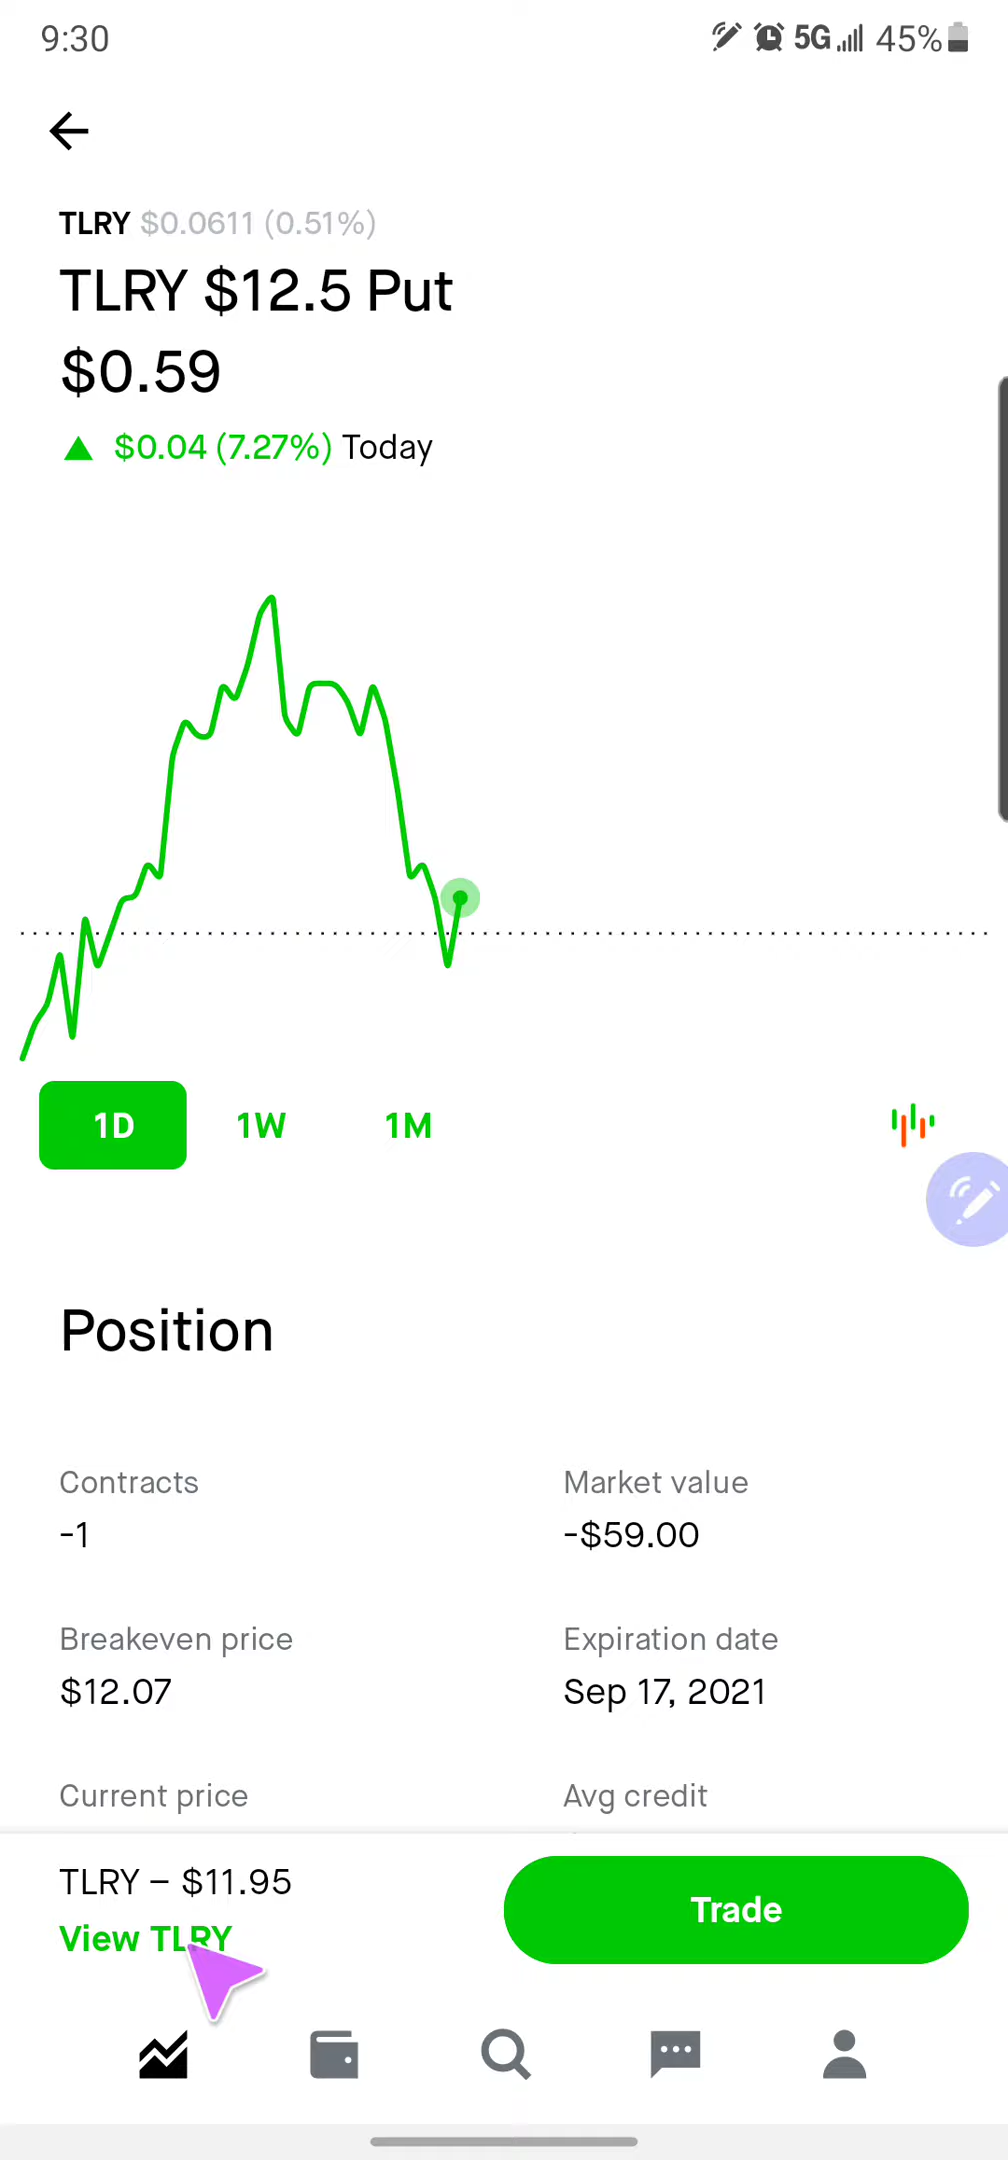 9:30
5G 45%
TLRY $0.0611 (0.51%)
TLRY $12.5 Put
$0.59
▲ $0.04 (7.27%) Today
1D 1W 1M
Position
Contracts Market value
-1 -$59.00
Breakeven price Expiration date
$12.07 Sep 17, 2021
Current price Avg credit
TLRY – $11.95
View TLRY
Trade